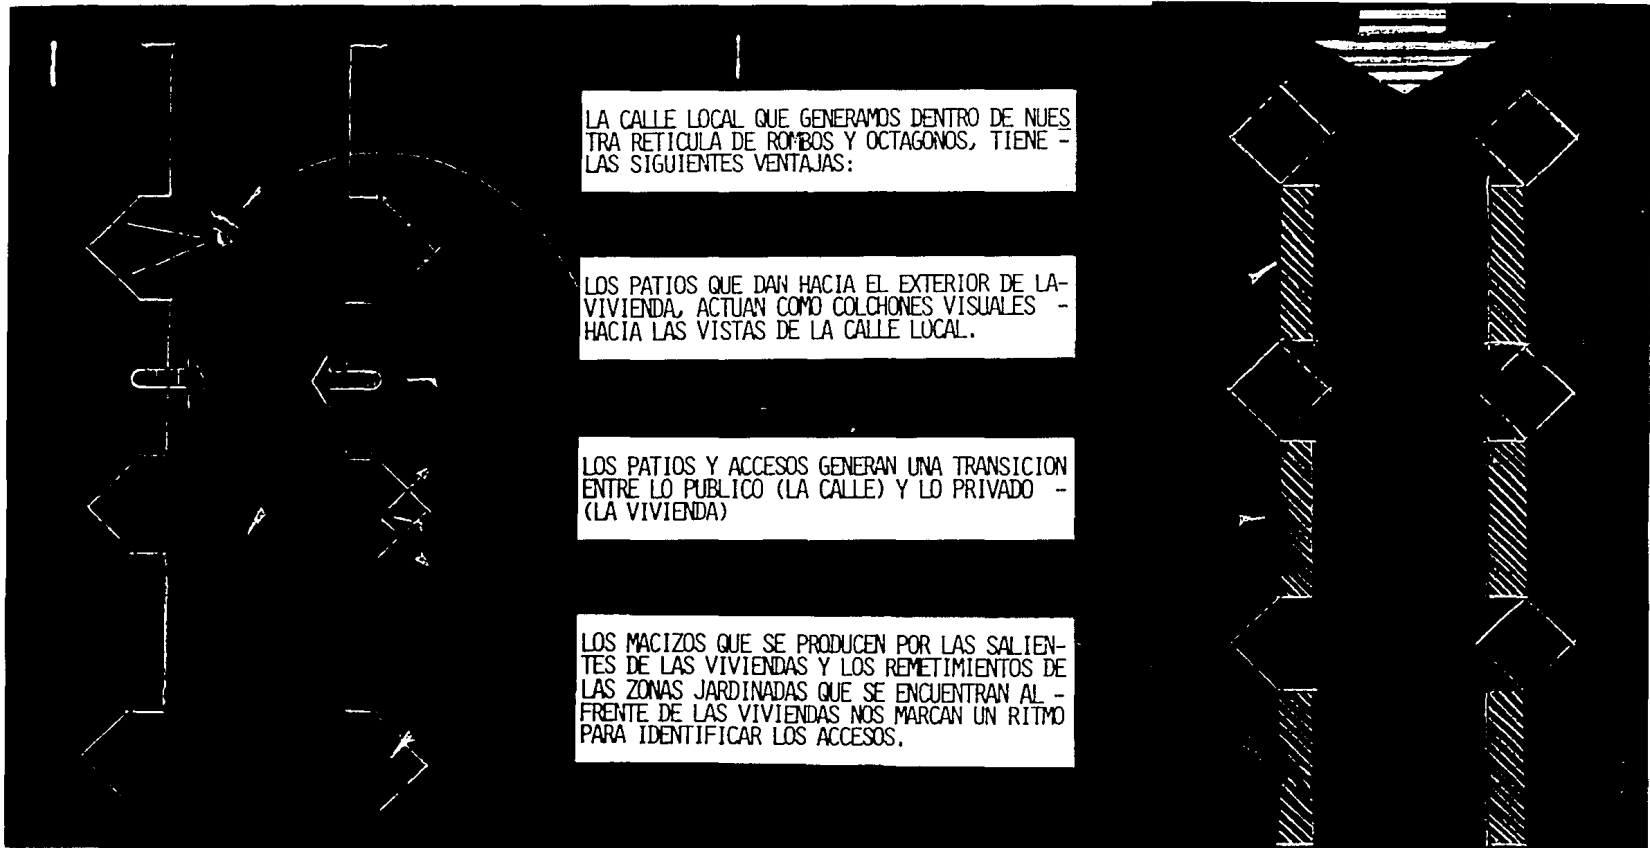 LA CALLE LOCAL QUE GENERAMOS DENTRO DE NUES
TRA RETICULA DE ROMBOS Y OCTAGONOS, TIENE -
LAS SIGUIENTES VENTAJAS:
LOS PATIOS QUE DAN HACIA EL EXTERIOR DE LA-
VIVIENDA, ACTUAN COMO COLCHONES VISUALES -
HACIA LAS VISTAS DE LA CALLE LOCAL.
LOS PATIOS Y ACCESOS GENERAN UNA TRANSICION
ENTRE LO PUBLICO (LA CALLE) Y LO PRIVADO -
(LA VIVIENDA)
LOS MACIZOS QUE SE PRODUCEN POR LAS SALIEN-
TES DE LAS VIVIENDAS Y LOS REMETIMIENTOS DE
LAS ZONAS JARDINADAS QUE SE ENCUENTRAN AL -
FRENTE DE LAS VIVIENDAS NOS MARCAN UN RITMO
PARA IDENTIFICAR LOS ACCESOS.